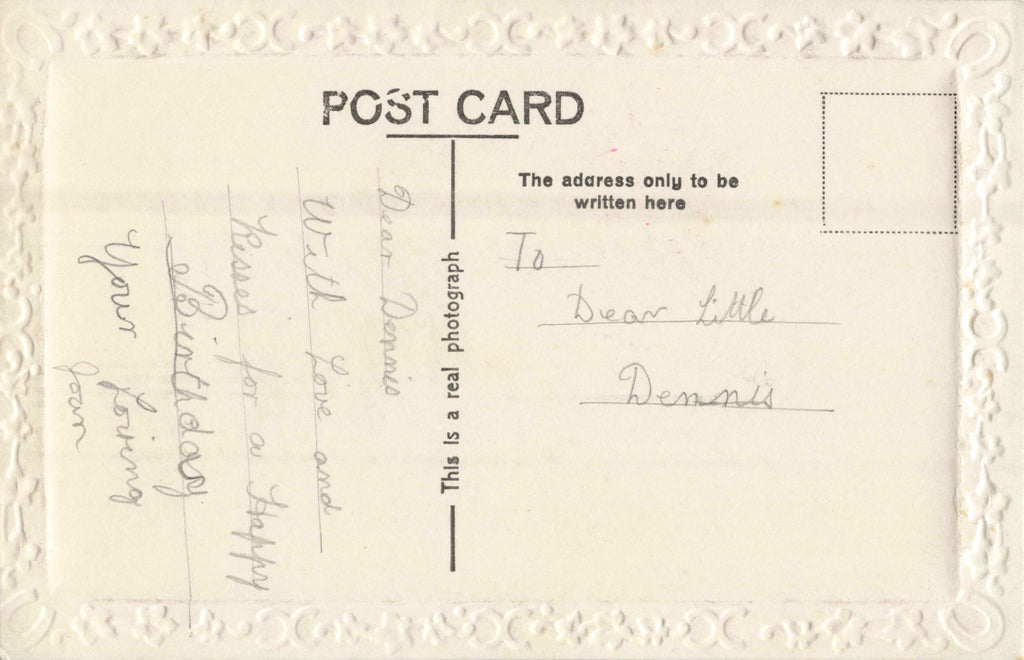 POST CARD
The address only to be
written here
This is a real photograph
To
Dear Little
Dennis
Dear Dennis
With Love and
Kisses for a Happy
Birthday
Your Loving